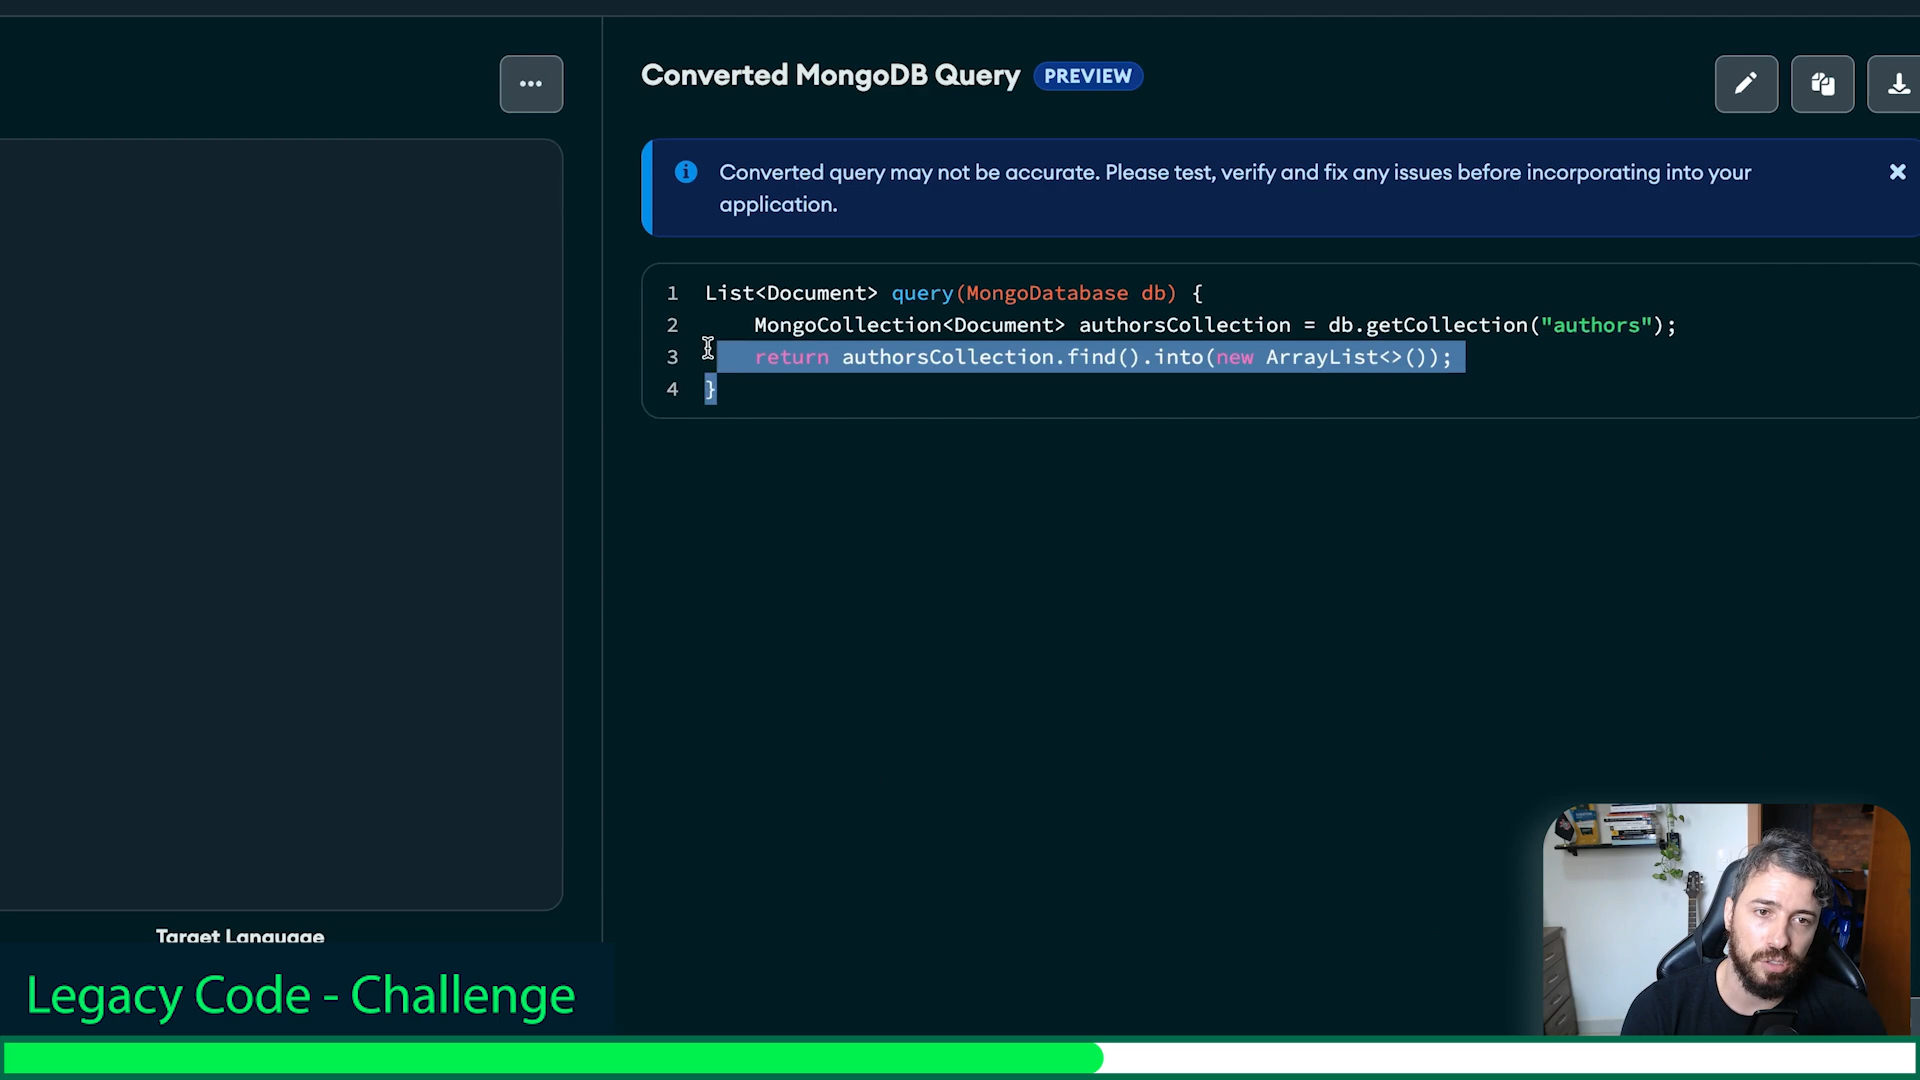 Converted MongoDB Query PREVIEW
Converted query may not be accurate. Please test, verify and fix any issues before incorporating into your
application.
1 List<Document> query(MongoDatabase db) {
2 MongoCollection<Document> authorsCollection = db.getCollection("authors");
3 return authorsCollection.find().into(new ArrayList<>());
4 }
Target Language
Legacy Code - Challenge